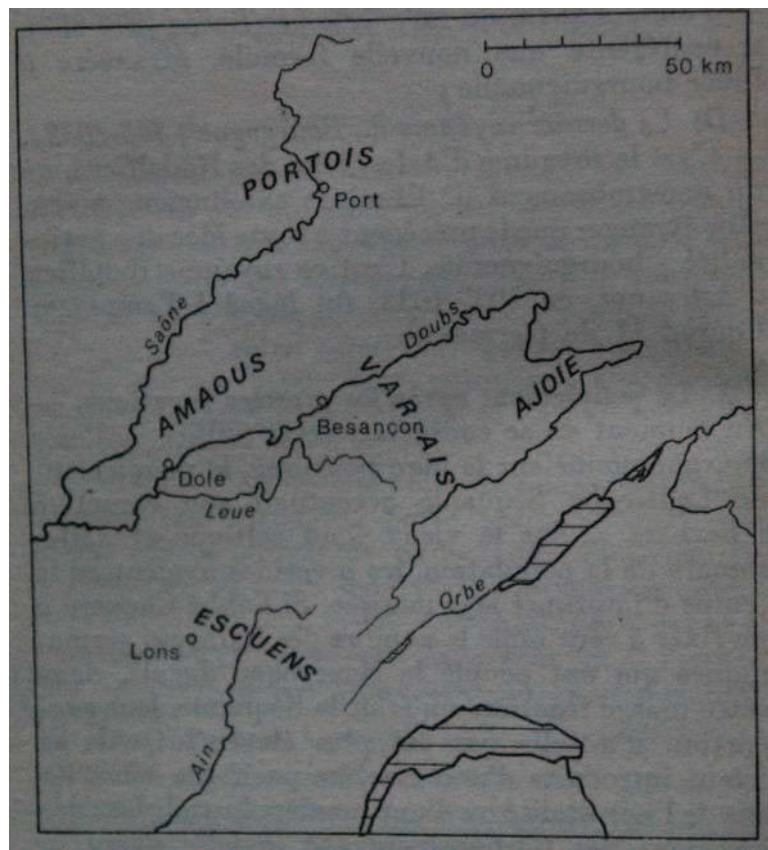 0
50 km
PORTOIS
Port
Saône
Doubs
VARAIS
AJOIE
AMAOUS
Besançon
Dole
Loue
Orbe
ESCUENS
Lons
Ain